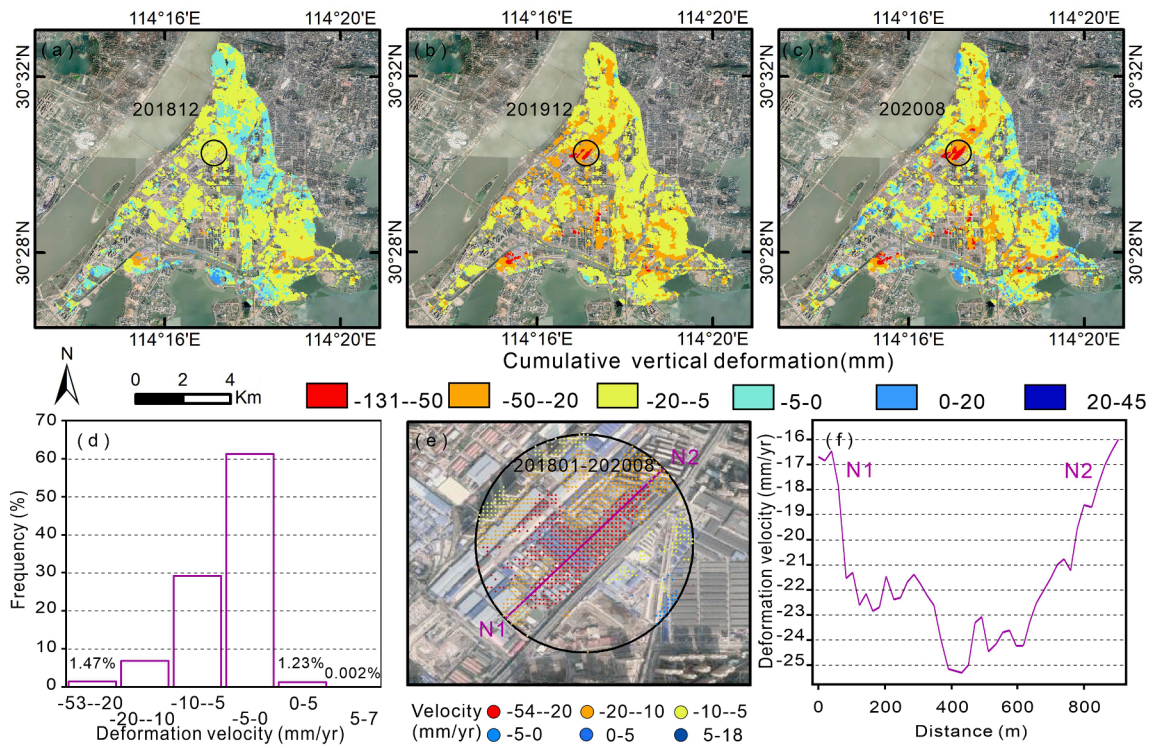 114°16'E 114°20'E 114°16'E 114°20'E 114°16'E 114°20'E
30°32'N
30°28'N
(a)
201812
(b)
201912
(c)
202008
30°32'N
30°28'N
30°32'N
30°28'N
30°32'N
30°28'N
114°16'E 114°20'E 114°16'E 114°20'E 114°16'E 114°20'E
N
0 2 4
Km
Cumulative vertical deformation(mm)
-131--50 -50--20 -20--5 -5-0 0-20 20-45
(d)
Frequency (%)
70
60
50
40
30
20
10
0
1.47%
1.23%
0.002%
-53--20 -10--5 0-5
-20--10 -5-0 5-7
Deformation velocity (mm/yr)
(e)
201801-202008
N2
N1
Velocity -54--20 -20--10 -10--5
(mm/yr) -5-0 0-5 5-18
(f)
Deformation velocity (mm/yr)
-16
-17
-18
-19
-20
-21
-22
-23
-24
-25
N1
N2
0 200 400 600 800
Distance (m)